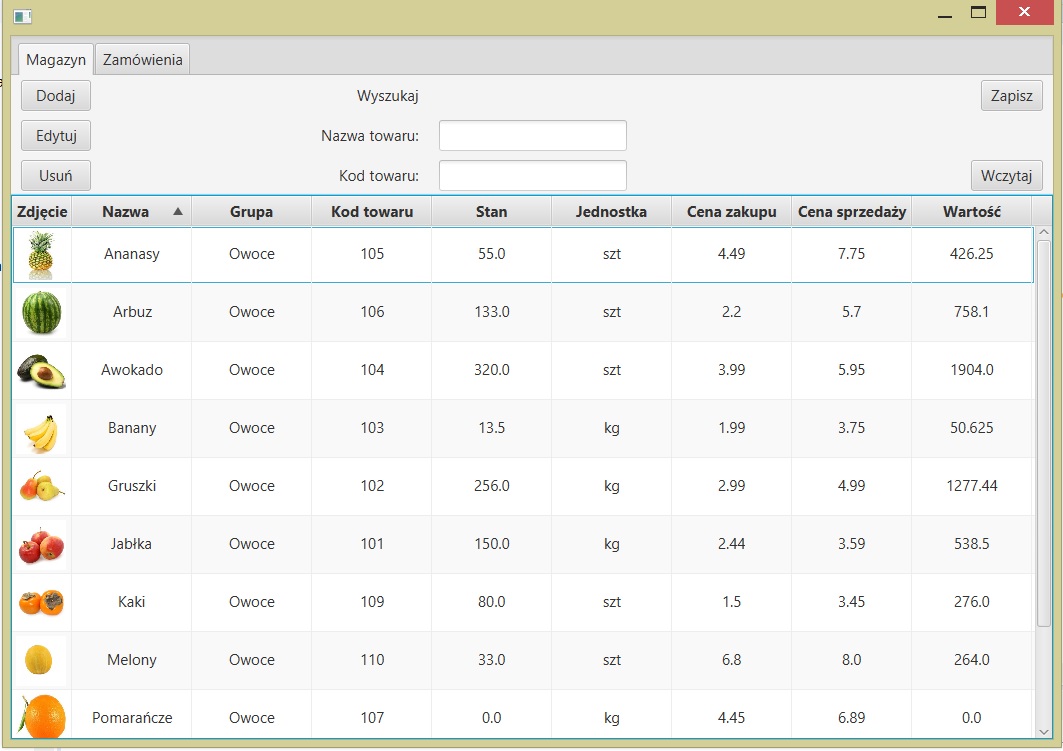 Magazyn Zamówienia
Dodaj Wyszukaj Zapisz
Edytuj Nazwa towaru:
Usuń Kod towaru: Wczytaj
Zdjęcie Nazwa Grupa Kod towaru Stan Jednostka Cena zakupu Cena sprzedaży Wartość
Ananasy Owoce 105 55.0 szt 4.49 7.75 426.25
Arbuz Owoce 106 133.0 szt 2.2 5.7 758.1
Awokado Owoce 104 320.0 szt 3.99 5.95 1904.0
Banany Owoce 103 13.5 kg 1.99 3.75 50.625
Gruszki Owoce 102 256.0 kg 2.99 4.99 1277.44
Jabłka Owoce 101 150.0 kg 2.44 3.59 538.5
Kaki Owoce 109 80.0 szt 1.5 3.45 276.0
Melony Owoce 110 33.0 szt 6.8 8.0 264.0
Pomarańcze Owoce 107 0.0 kg 4.45 6.89 0.0